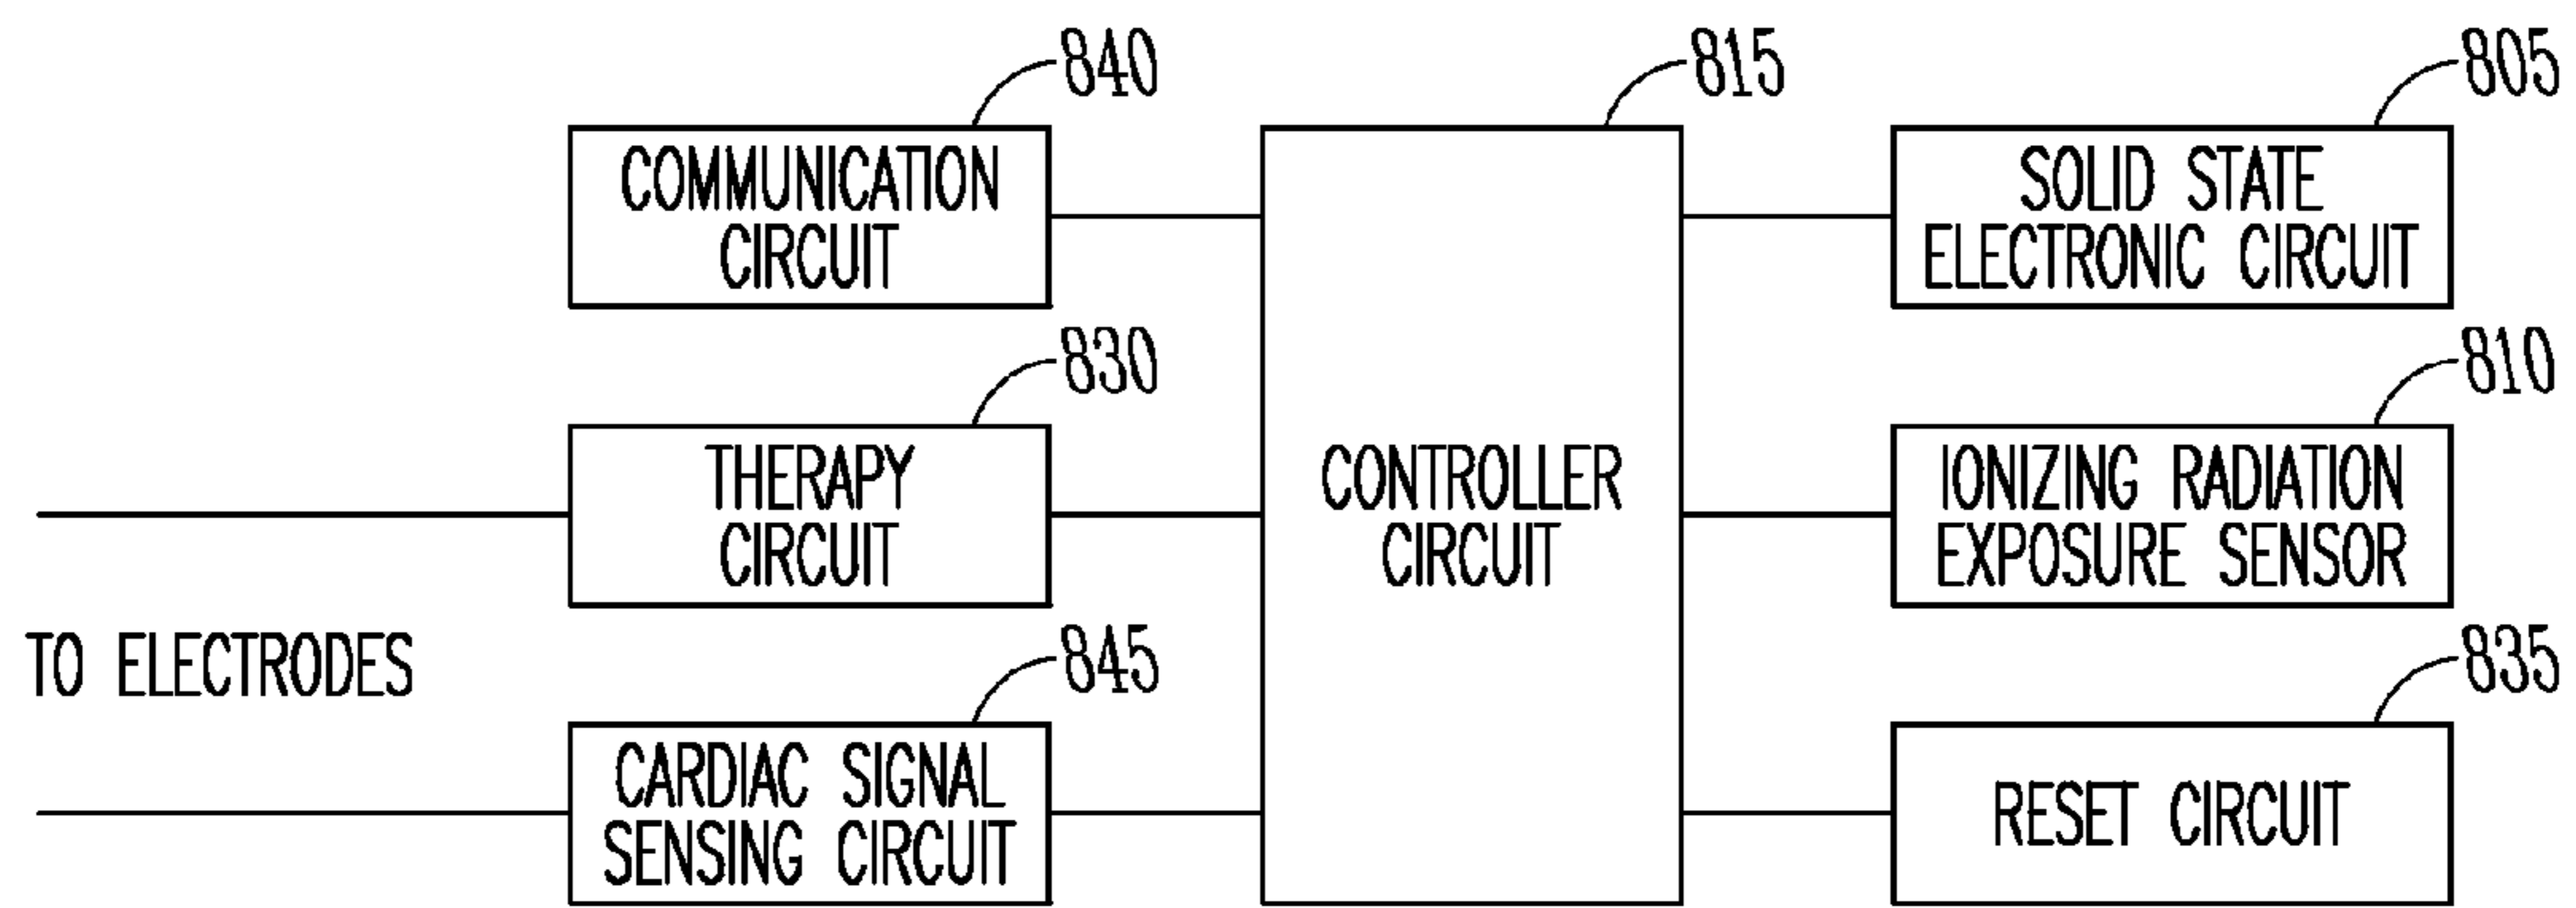 840
COMMUNICATION
CIRCUIT
830
THERAPY
CIRCUIT
TO ELECTRODES
845
CARDIAC SIGNAL
SENSING CIRCUIT
815
CONTROLLER
CIRCUIT
805
SOLID STATE
ELECTRONIC CIRCUIT
810
IONIZING RADIATION
EXPOSURE SENSOR
835
RESET CIRCUIT